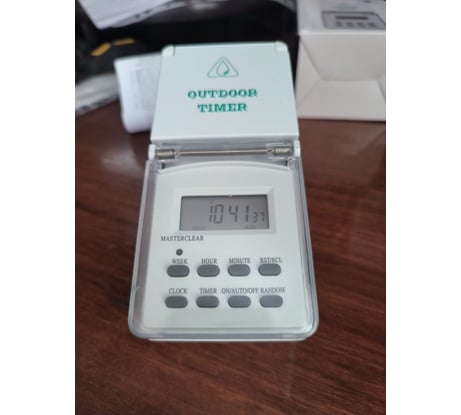 OUTDOOR
TIMER
10 41 37
MASTERCLEAR
WEEK HOUR MINUTE RST/RCL
CLOCK TIMER ON/AUTO/OFF RANDOM